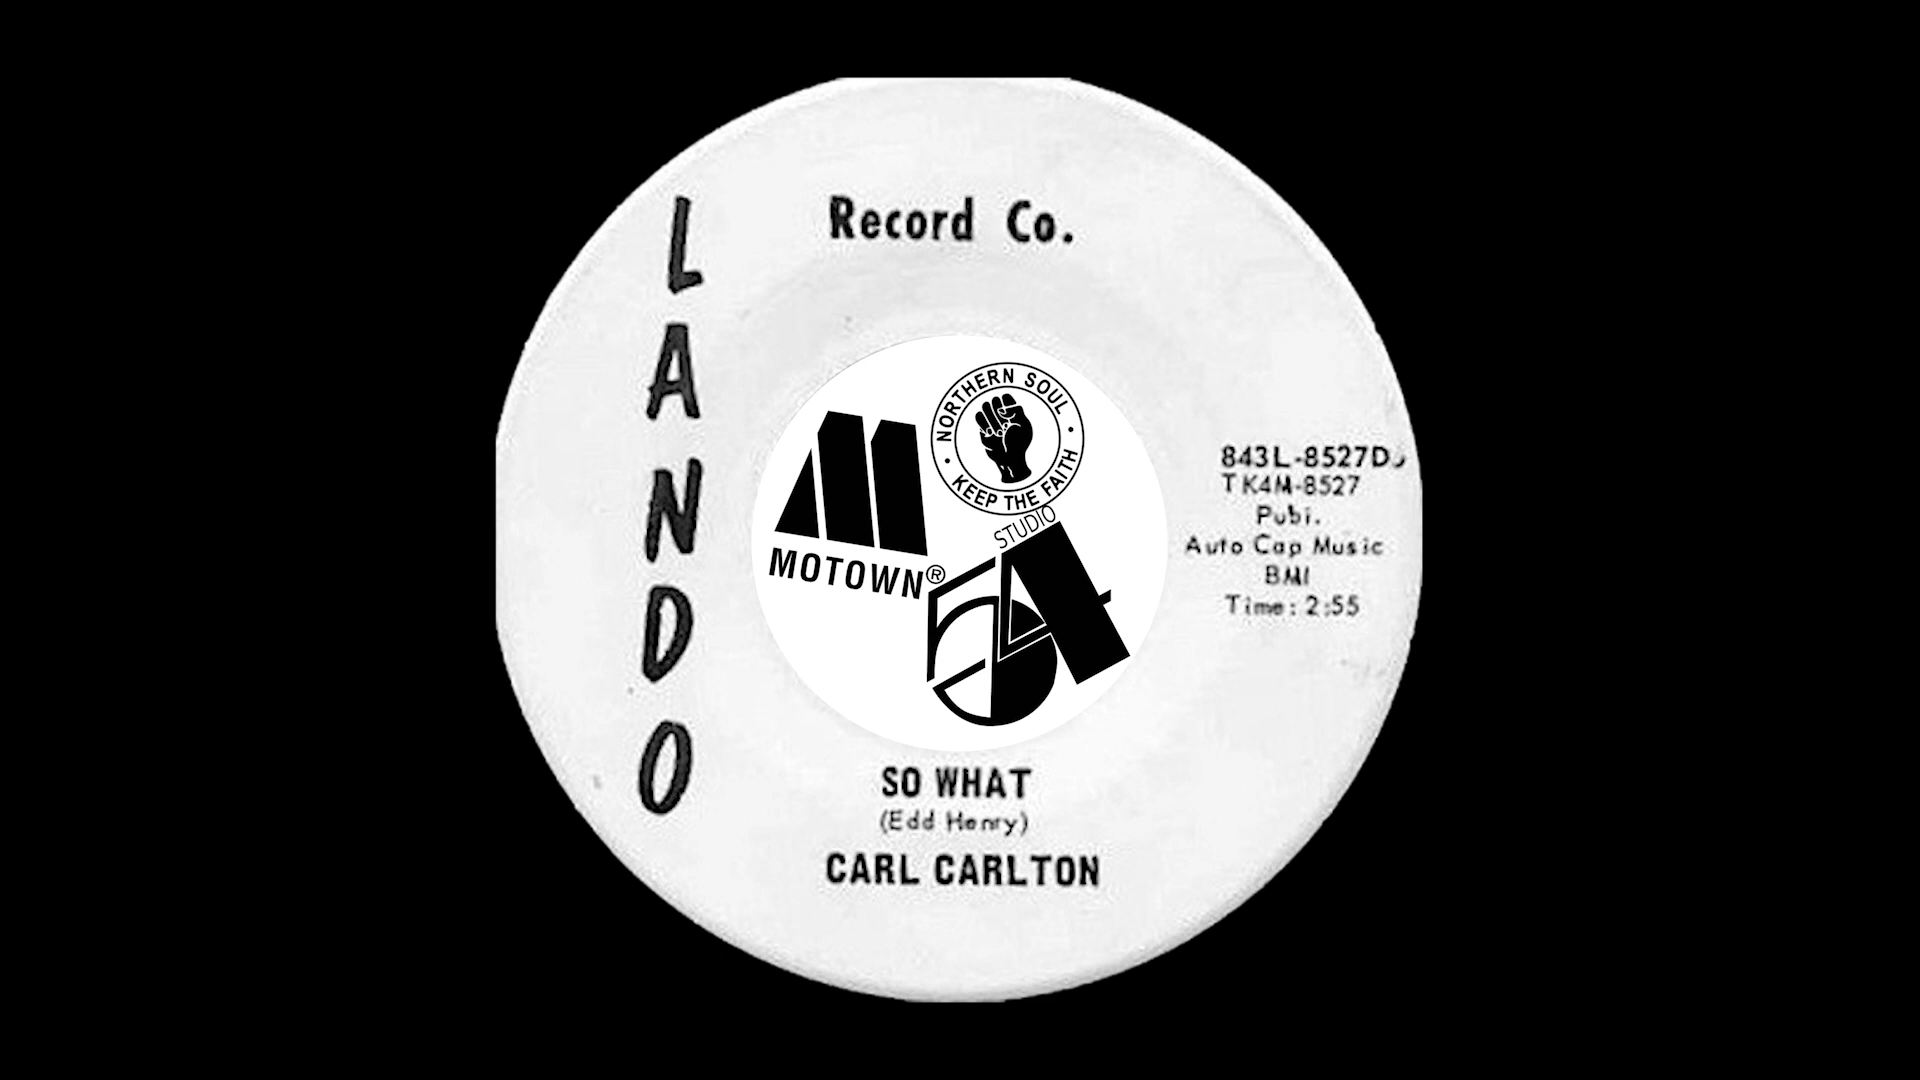 LANDO
Record Co.
NORTHERN SOUL
KEEP THE FAITH
MOTOWN®
STUDIO
54
843L-8527DJ
TK4M-8527
Publ.
Auto Cap Music
BMI
Time: 2:55
SO WHAT
(Edd Henry)
CARL CARLTON